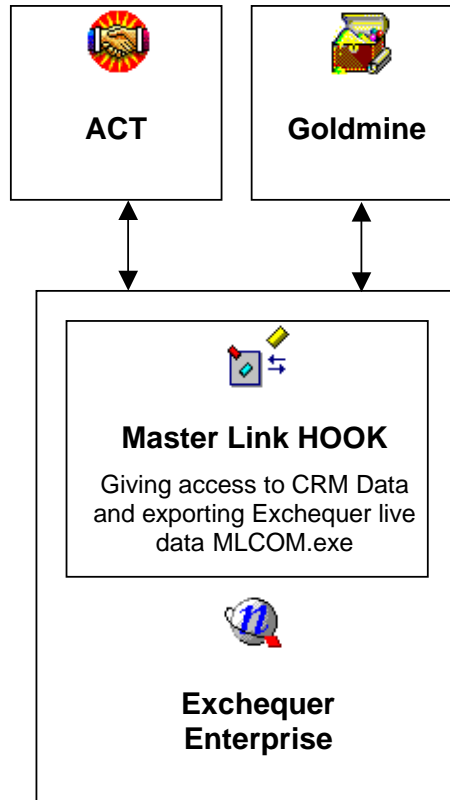 ACT
Goldmine
Master Link HOOK
Giving access to CRM Data
and exporting Exchequer live
data MLCOM.exe
Exchequer
Enterprise